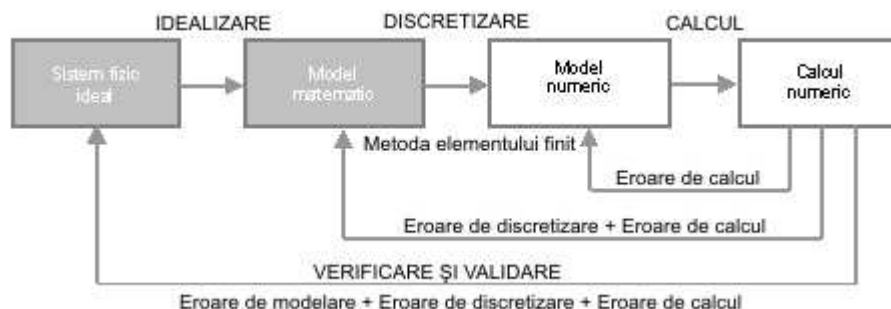 IDEALIZARE DISCRETIZARE CALCUL
Sistem fizic
ideal
Model
matematic
Model
numeric
Calcul
numeric
Metoda elementului finit
Eroare de calcul
Eroare de discretizare + Eroare de calcul
VERIFICARE ŞI VALIDARE
Eroare de modelare + Eroare de discretizare + Eroare de calcul